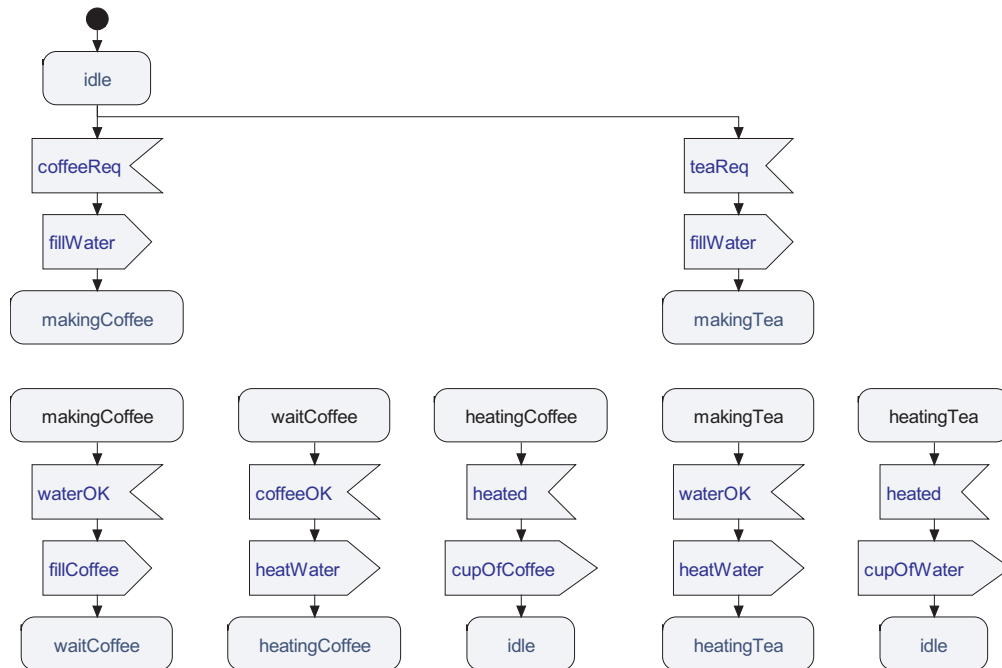 idle
coffeeReq
teaReq
fillWater
fillWater
makingCoffee
makingTea
makingCoffee
waitCoffee
heatingCoffee
makingTea
heatingTea
waterOK
coffeeOK
heated
waterOK
heated
fillCoffee
heatWater
cupOfCoffee
heatWater
cupOfWater
waitCoffee
heatingCoffee
idle
heatingTea
idle